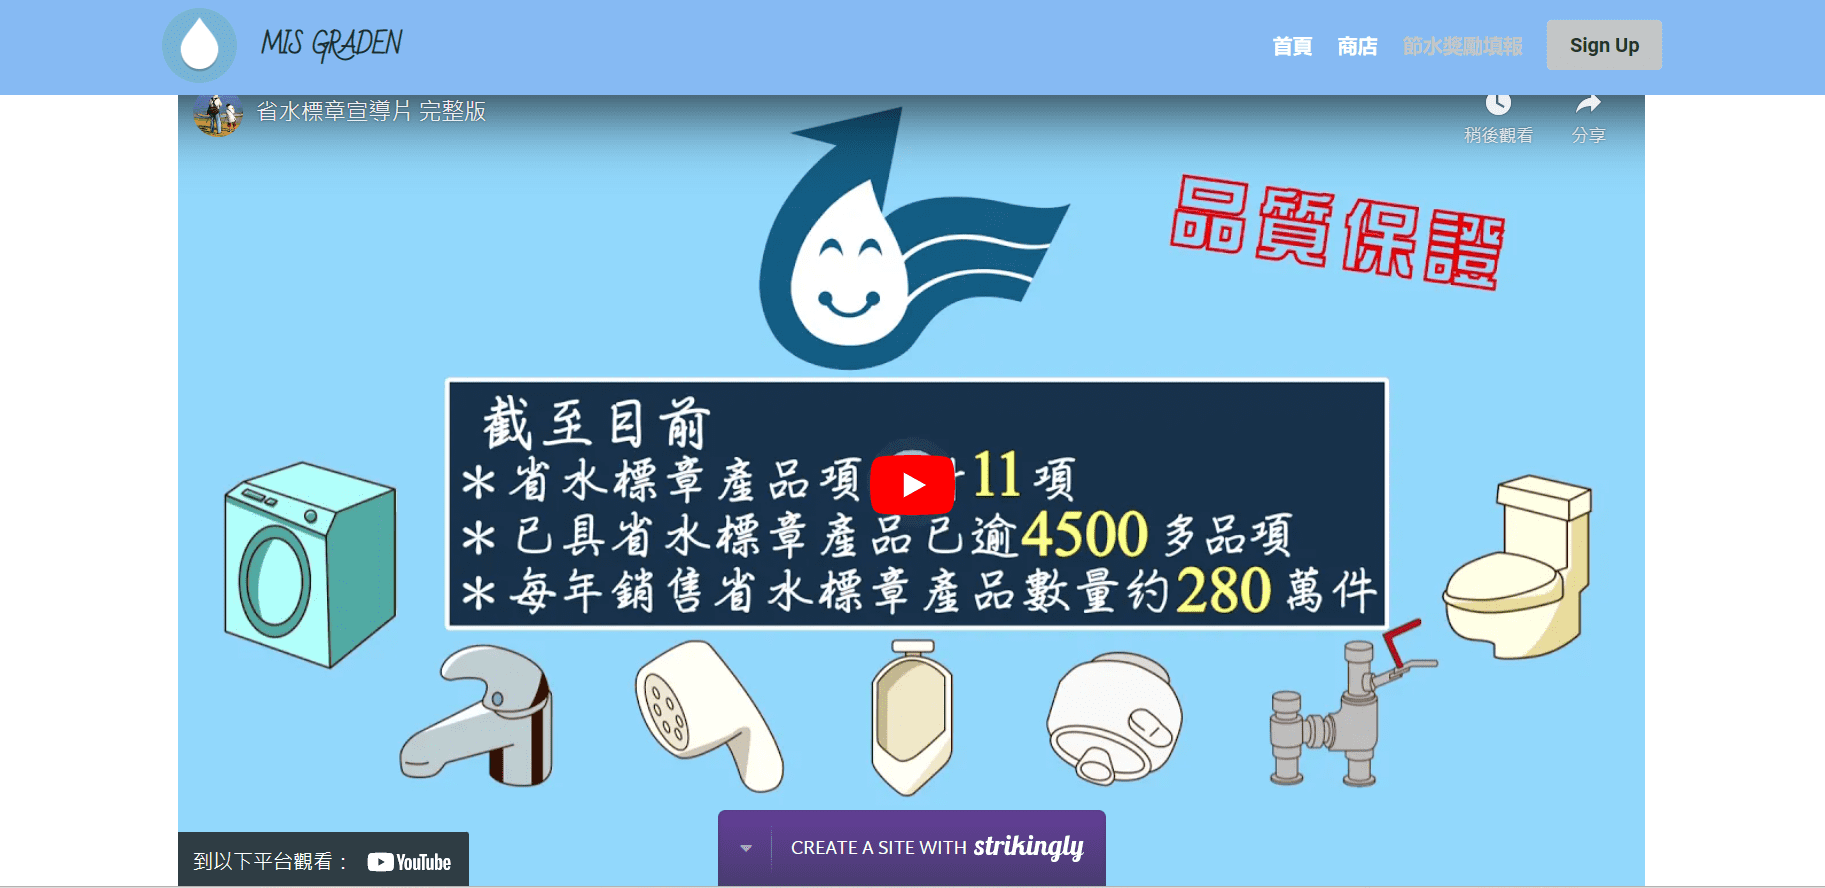 MIS GRADEN
首頁 商店 節水獎勵填報 Sign Up
省水標章宣導片 完整版
稍後觀看 分享
品質保證
截至目前
*省水標章產品項 11項
*已具省水標章產品已逾4500多品項
*每年銷售省水標章產品數量約280萬件
到以下平台觀看： YouTube
CREATE A SITE WITH strikingly